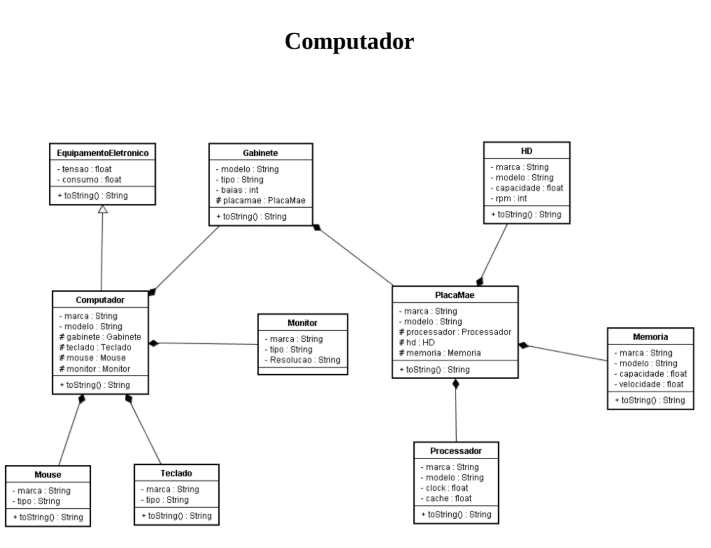 Computador
EquipamentoEletronico
- tensao : float
- consumo : float
+ toString() : String
Gabinete
- modelo : String
- tipo : String
- baias : int
# placamae : PlacaMae
+ toString() : String
HD
- marca : String
- modelo : String
- capacidade : float
- rpm : int
+ toString() : String
Computador
- marca : String
- modelo : String
# gabinete : Gabinete
# teclado : Teclado
# mouse : Mouse
# monitor : Monitor
+ toString() : String
Monitor
- marca : String
- tipo : String
- Resolucao : String
PlacaMae
- marca : String
- modelo : String
# processador : Processador
# hd : HD
# memoria : Memoria
+ toString() : String
Memoria
- marca : String
- modelo : String
- capacidade : float
- velocidade : float
+ toString() : String
Mouse
- marca : String
- tipo : String
+ toString() : String
Teclado
- marca : String
- tipo : String
+ toString() : String
Processador
- marca : String
- modelo : String
- clock : float
- cache : float
+ toString() : String